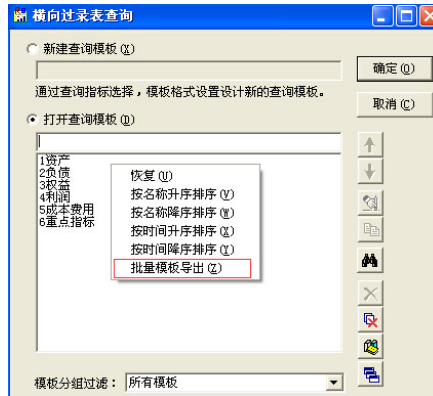 横向过录表查询
新建查询模板(X)
确定(O)
通过查询指标选择，模板格式设置设计新的查询模板。
取消(C)
打开查询模板(D)
1资产
2负债
3权益
4利润
5成本费用
6重点指标
恢复(U)
按名称升序排序(V)
按名称降序排序(W)
按时间升序排序(X)
按时间降序排序(Y)
批量模板导出(Z)
模板分组过滤：
所有模板